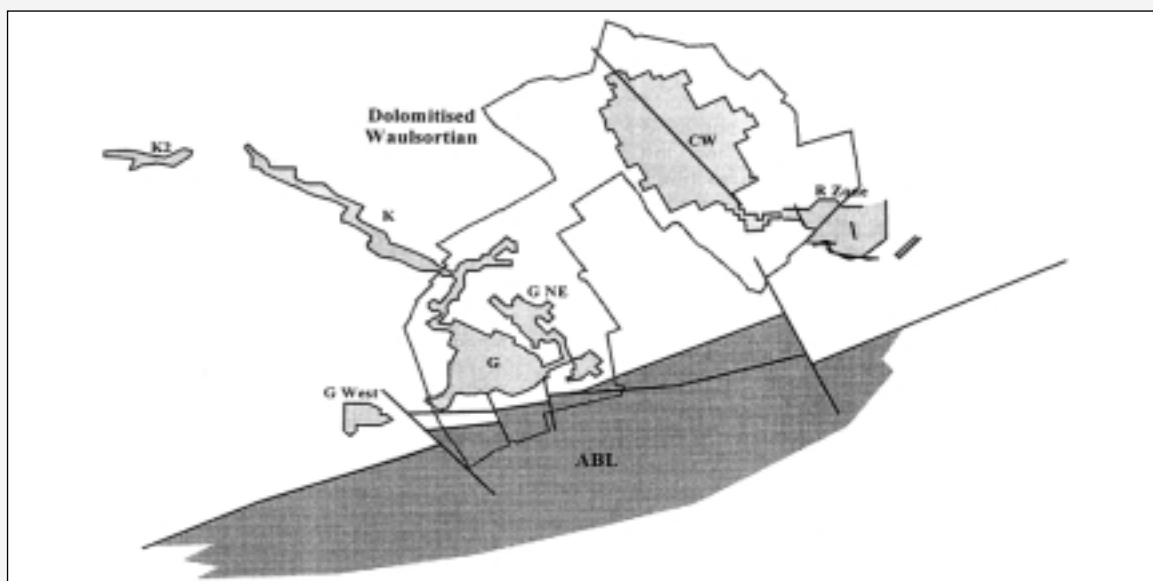 Dolomitised
Waulsortian
K2
CW
R Zone
K
G NE
G
G West
ABL